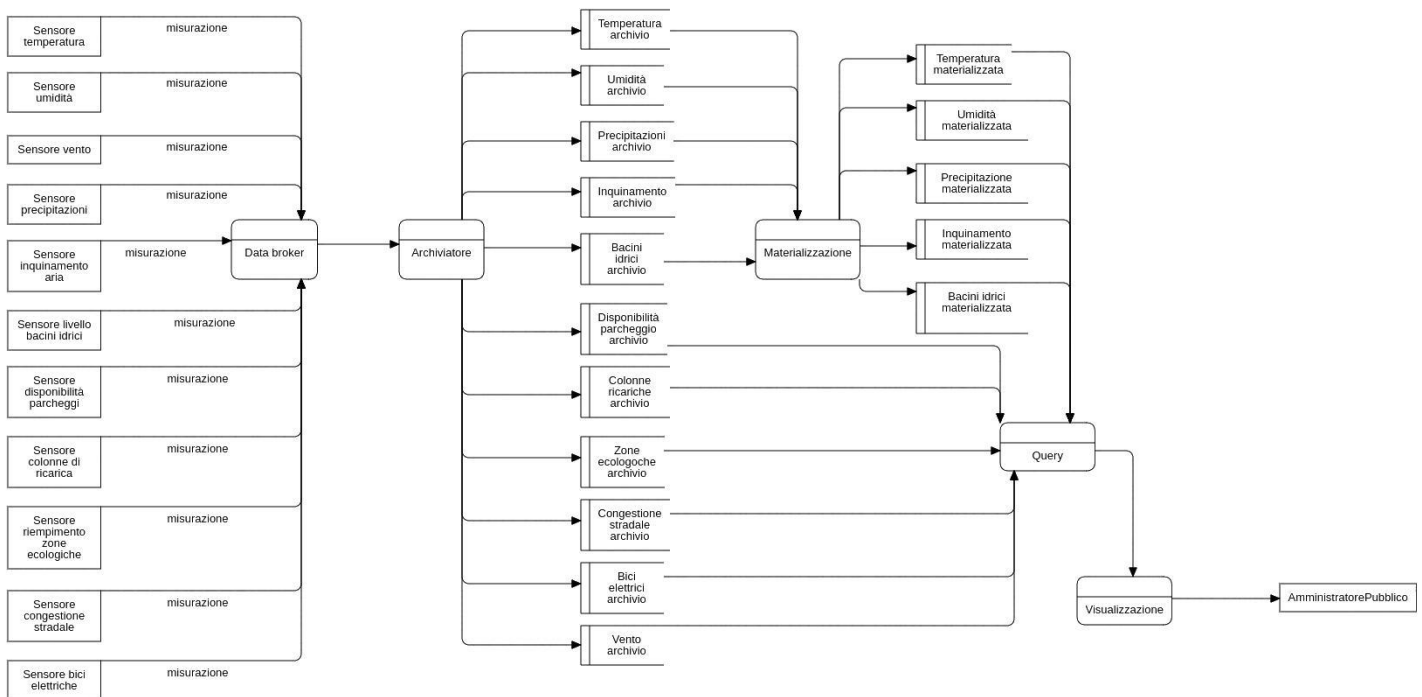 Sensore
temperatura
misurazione
Sensore
umidità
misurazione
Sensore vento
misurazione
Sensore
precipitazioni
misurazione
Sensore
inquinamento
aria
misurazione
Sensore livello
bacini idrici
misurazione
Sensore
disponibilità
parcheggi
misurazione
Sensore
colonne di
ricarica
misurazione
Sensore
riempimento
zone
ecologiche
misurazione
Sensore
congestione
stradale
misurazione
Sensore bici
elettriche
misurazione
Data broker
Archiviatore
Temperatura
archivio
Umidità
archivio
Precipitazioni
archivio
Inquinamento
archivio
Bacini
idrici
archivio
Disponibilità
parcheggio
archivio
Colonne
ricariche
archivio
Zone
ecologoche
archivio
Congestione
stradale
archivio
Bici
elettrici
archivio
Vento
archivio
Materializzazione
Temperatura
materializzata
Umidità
materializzata
Precipitazione
materializzata
Inquinamento
materializzata
Bacini idrici
materializzata
Query
Visualizzazione
AmministratorePubblico